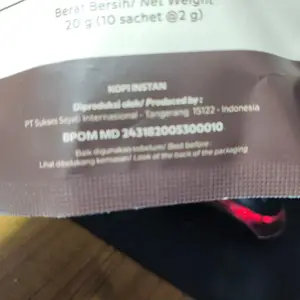 Berat Bersih/ Net Weight
20 g (10 sachet @2 g)
KOPI INSTAN
Diproduksi oleh/ Produced by :
PT Sukses Sejati Internasional - Tangerang 15122 - Indonesia
BPOM MD 243182005300010
Baik digunakan sebelum/ Best before :
Lihat dibelakang kemasan/ Look at the back of the packaging